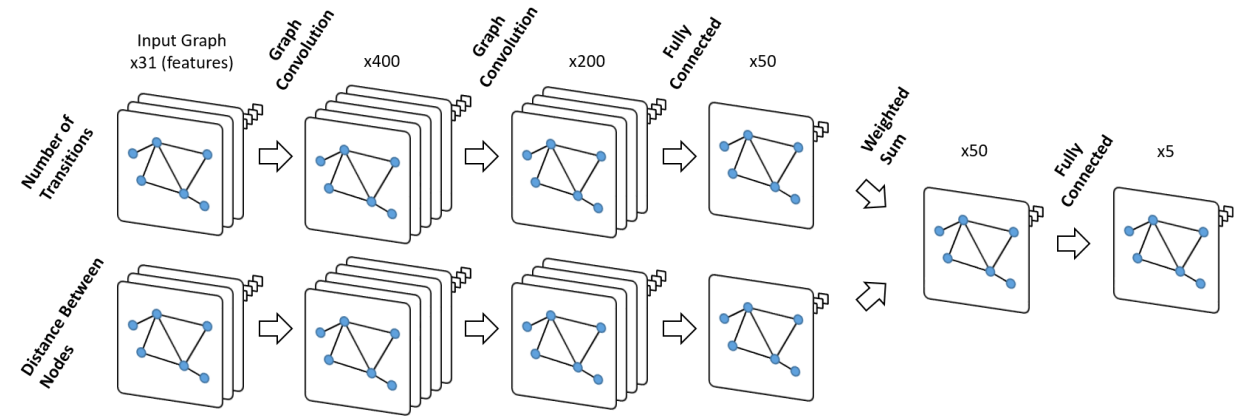 Input Graph
x31 (features)
Graph
Convolution
x400
Graph
Convolution
x200
Fully
Connected
x50
Weighted
Sum
x50
Fully
Connected
x5
Number of
Transitions
Distance Between
Nodes